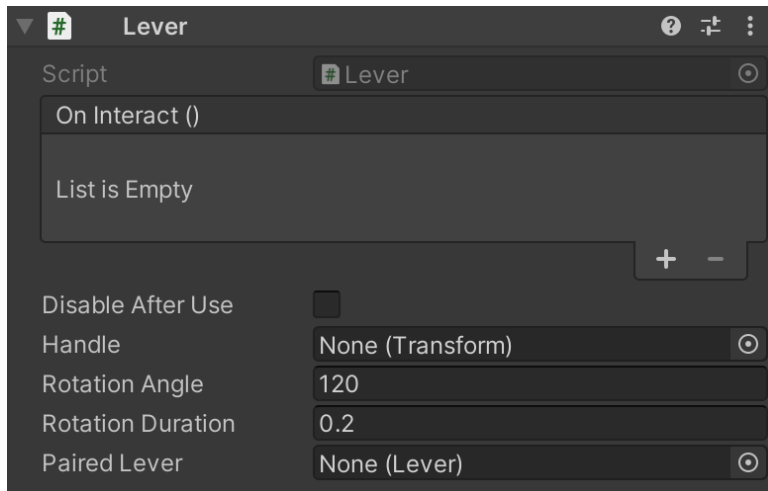 # Lever
Script # Lever
On Interact ()
List is Empty
+ −
Disable After Use
Handle None (Transform)
Rotation Angle 120
Rotation Duration 0.2
Paired Lever None (Lever)